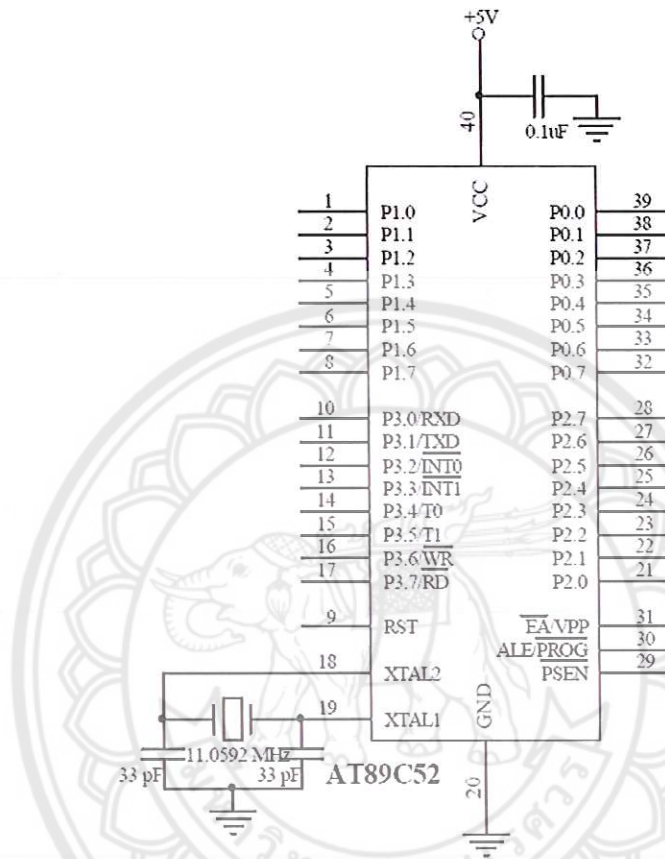 +5V
40
0.1uF
VCC
1 P1.0 P0.0 39
2 P1.1 P0.1 38
3 P1.2 P0.2 37
4 P1.3 P0.3 36
5 P1.4 P0.4 35
6 P1.5 P0.5 34
7 P1.6 P0.6 33
8 P1.7 P0.7 32
10 P3.0/RXD P2.7 28
11 P3.1/TXD P2.6 27
12 P3.2/INT0 P2.5 26
13 P3.3/INT1 P2.4 25
14 P3.4/T0 P2.3 24
15 P3.5/T1 P2.2 23
16 P3.6/WR P2.1 22
17 P3.7/RD P2.0 21
9 RST EA/VPP 31
ALE/PROG 30
18 XTAL2 PSEN 29
19 XTAL1 GND
11.0592 MHz
33 pF 33 pF AT89C52
20